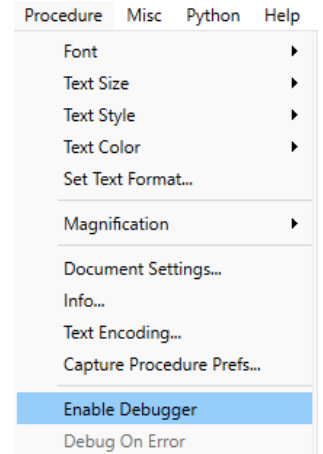 Procedure Misc Python Help
Font
Text Size
Text Style
Text Color
Set Text Format...
Magnification
Document Settings...
Info...
Text Encoding...
Capture Procedure Prefs...
Enable Debugger
Debug On Error